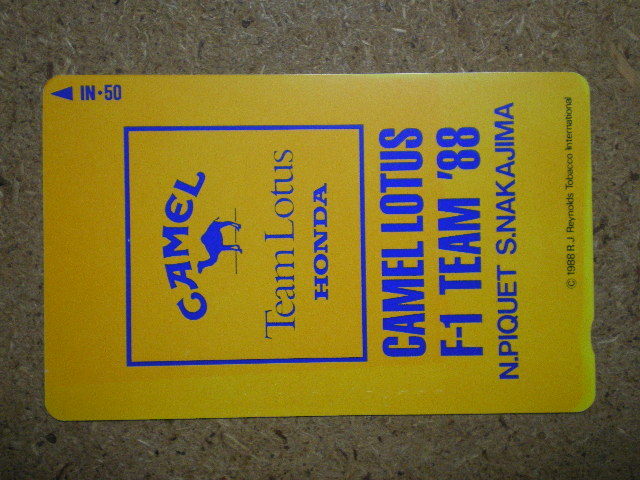 ◀ IN·50
CAMEL
Team Lotus
HONDA
CAMEL LOTUS
F-1 TEAM '88
N.PIQUET S.NAKAJIMA
© 1988 R.J. Reynolds Tobacco International